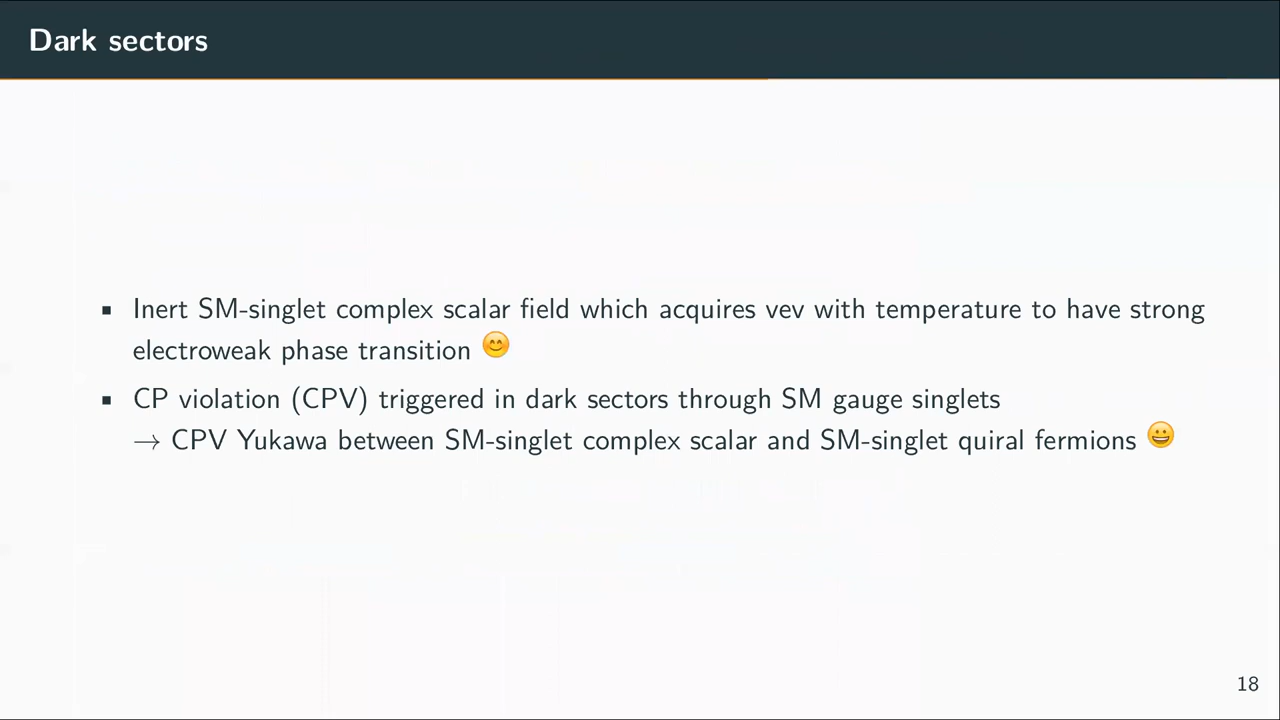 Dark sectors
▪ Inert SM-singlet complex scalar field which acquires vev with temperature to have strong
electroweak phase transition 😊
▪ CP violation (CPV) triggered in dark sectors through SM gauge singlets
→ CPV Yukawa between SM-singlet complex scalar and SM-singlet quiral fermions 😀
18